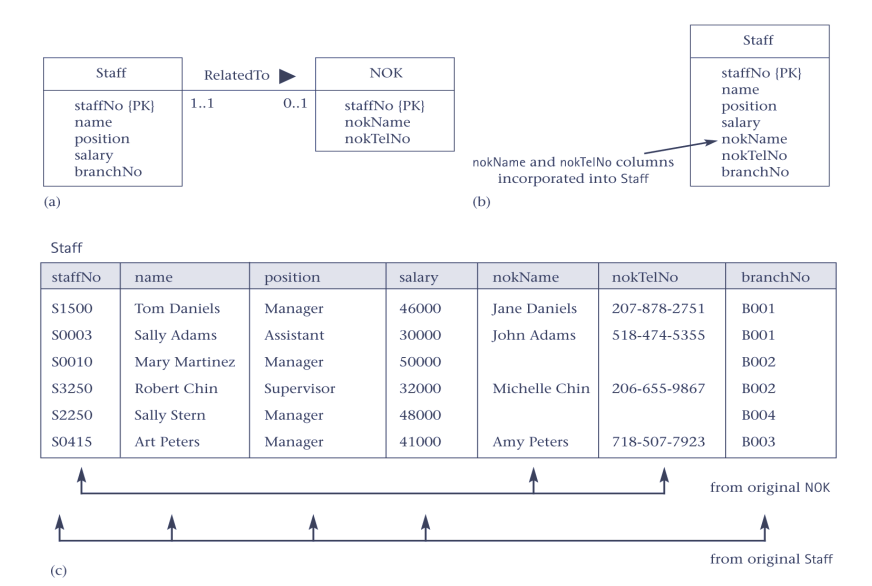 Staff
RelatedTo ▶
NOK
1..1
0..1
staffNo {PK}
name
position
salary
branchNo
staffNo {PK}
nokName
nokTelNo
(a)
Staff
staffNo {PK}
name
position
salary
nokName
nokTelNo
branchNo
nokName and nokTelNo columns
incorporated into Staff
(b)
Staff
staffNo name position salary nokName nokTelNo branchNo
S1500 Tom Daniels Manager 46000 Jane Daniels 207-878-2751 B001
S0003 Sally Adams Assistant 30000 John Adams 518-474-5355 B001
S0010 Mary Martinez Manager 50000 B002
S3250 Robert Chin Supervisor 32000 Michelle Chin 206-655-9867 B002
S2250 Sally Stern Manager 48000 B004
S0415 Art Peters Manager 41000 Amy Peters 718-507-7923 B003
from original NOK
from original Staff
(c)